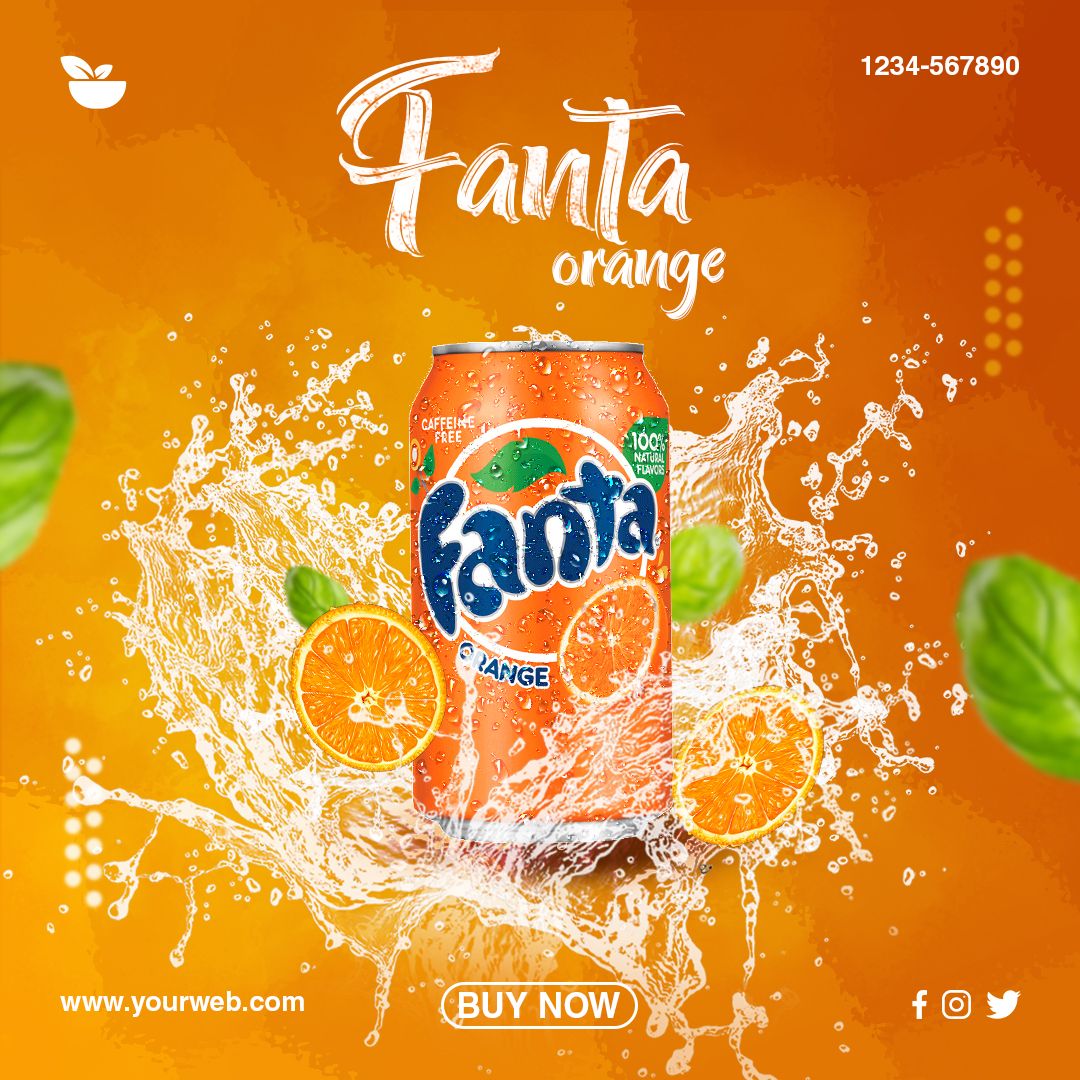 1234-567890
Fanta
orange
CAFFEINE
FREE
100%
NATURAL
FLAVORS
Fanta
ORANGE
www.yourweb.com
BUY NOW